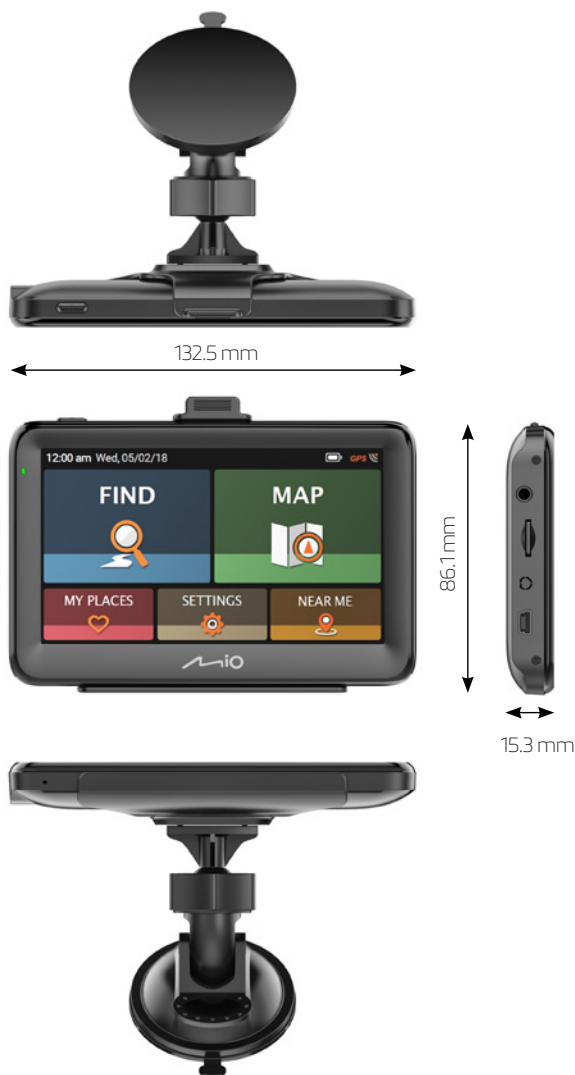 132.5 mm
12:00 am Wed, 05/02/18 GPS
FIND MAP
MY PLACES SETTINGS NEAR ME
Mio
86.1 mm
15.3 mm